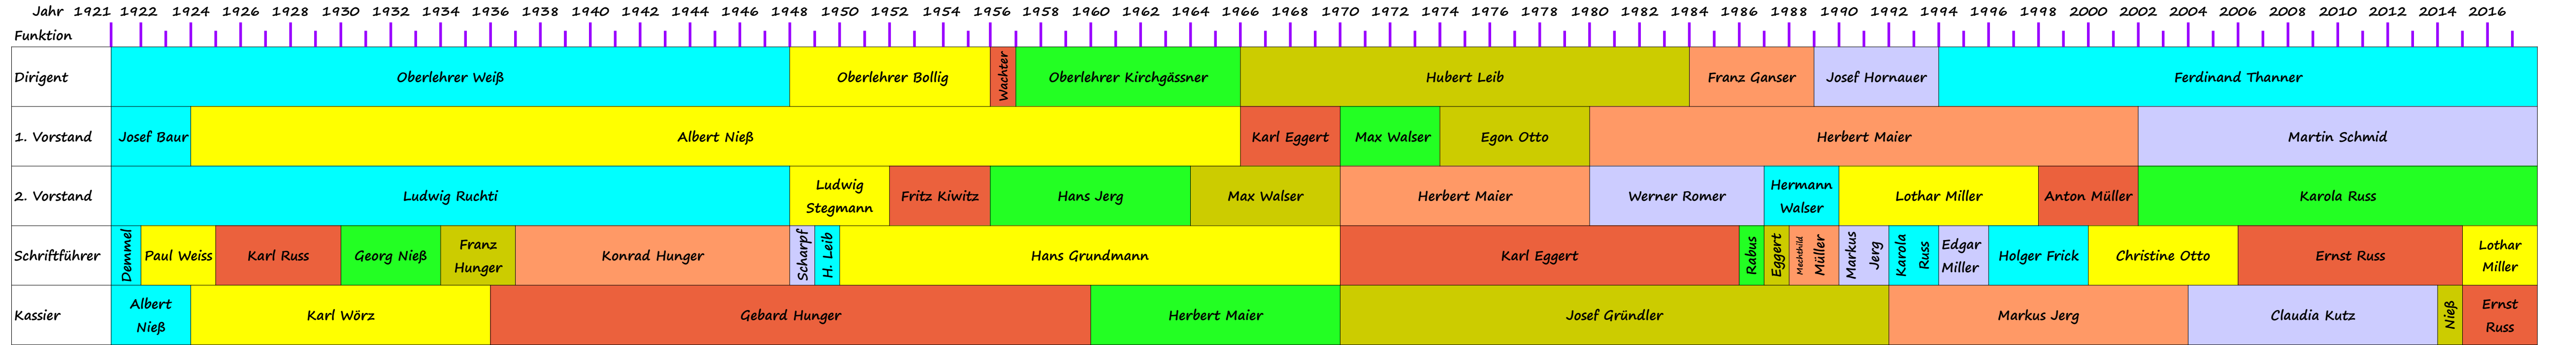 Jahr 1921 1922 1924 1926 1928 1930 1932 1934 1936 1938 1940 1942 1944 1946 1948 1950 1952 1954 1956 1958 1960 1962 1964 1966 1968 1970 1972 1974 1976 1978 1980 1982 1984 1986 1988 1990 1992 1994 1996 1998 2000 2002 2004 2006 2008 2010 2012 2014 2016
Funktion
Dirigent Oberlehrer Weiß Oberlehrer Bollig Wachter Oberlehrer Kirchgässner Hubert Leib Franz Ganser Josef Hornauer Ferdinand Thanner
1. Vorstand Josef Baur Albert Nieß Karl Eggert Max Walser Egon Otto Herbert Maier Martin Schmid
2. Vorstand Ludwig Ruchti
Ludwig
Stegmann
Fritz Kiwitz Hans Jerg Max Walser Herbert Maier Werner Romer
Hermann
Walser
Lothar Miller Anton Müller Karola Russ
Schriftführer Demmel Paul Weiss Karl Russ Georg Nieß
Franz
Hunger
Konrad Hunger Scharpf H. Leib Hans Grundmann Karl Eggert Rabus Eggert
Mechthild
Müller
Markus
Jerg
Karola
Russ
Edgar
Miller
Holger Frick Christine Otto Ernst Russ
Lothar
Miller
Kassier
Albert
Nieß
Karl Wörz Gebard Hunger Herbert Maier Josef Gründler Markus Jerg Claudia Kutz Nieß
Ernst
Russ